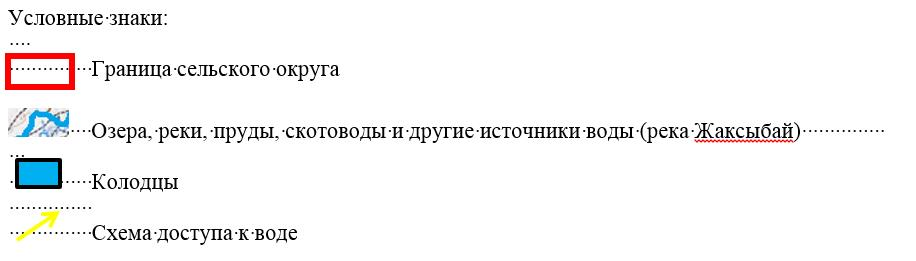 Условные знаки:
Граница сельского округа
Озера, реки, пруды, скотоводы и другие источники воды (река Жаксыбай)
Колодцы
Схема доступа к воде